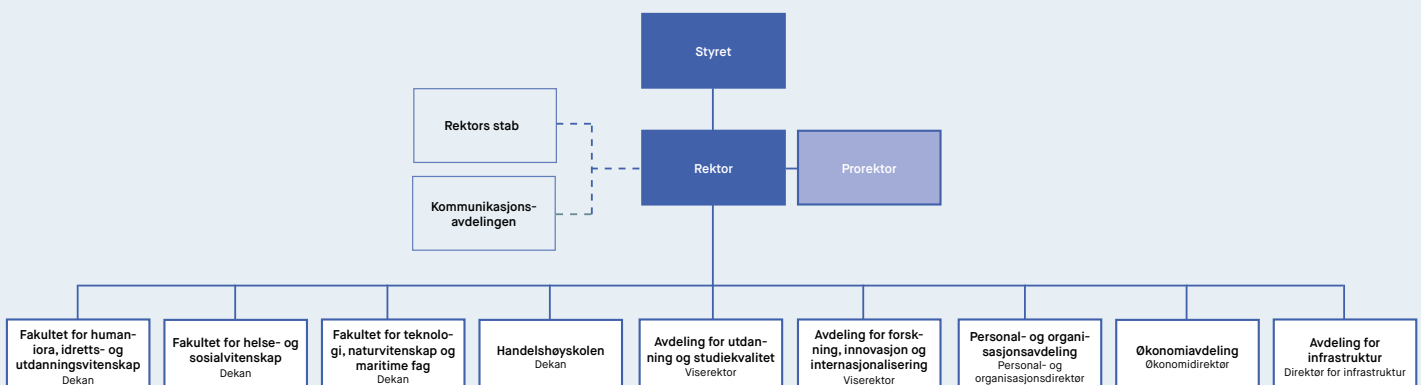 Styret
Rektors stab
Rektor
Prorektor
Kommunikasjons-
avdelingen
Fakultet for human-
iora, idretts- og
utdanningsvitenskap
Dekan
Fakultet for helse- og
sosialvitenskap
Dekan
Fakultet for teknolo-
gi, naturvitenskap og
maritime fag
Dekan
Handelshøyskolen
Dekan
Avdeling for utdan-
ning og studiekvalitet
Viserektor
Avdeling for forsk-
ning, innovasjon og
internasjonalisering
Viserektor
Personal- og organi-
sasjonsavdeling
Personal- og
organisasjonsdirektør
Økonomiavdeling
Økonomidirektør
Avdeling for
infrastruktur
Direktør for infrastruktur